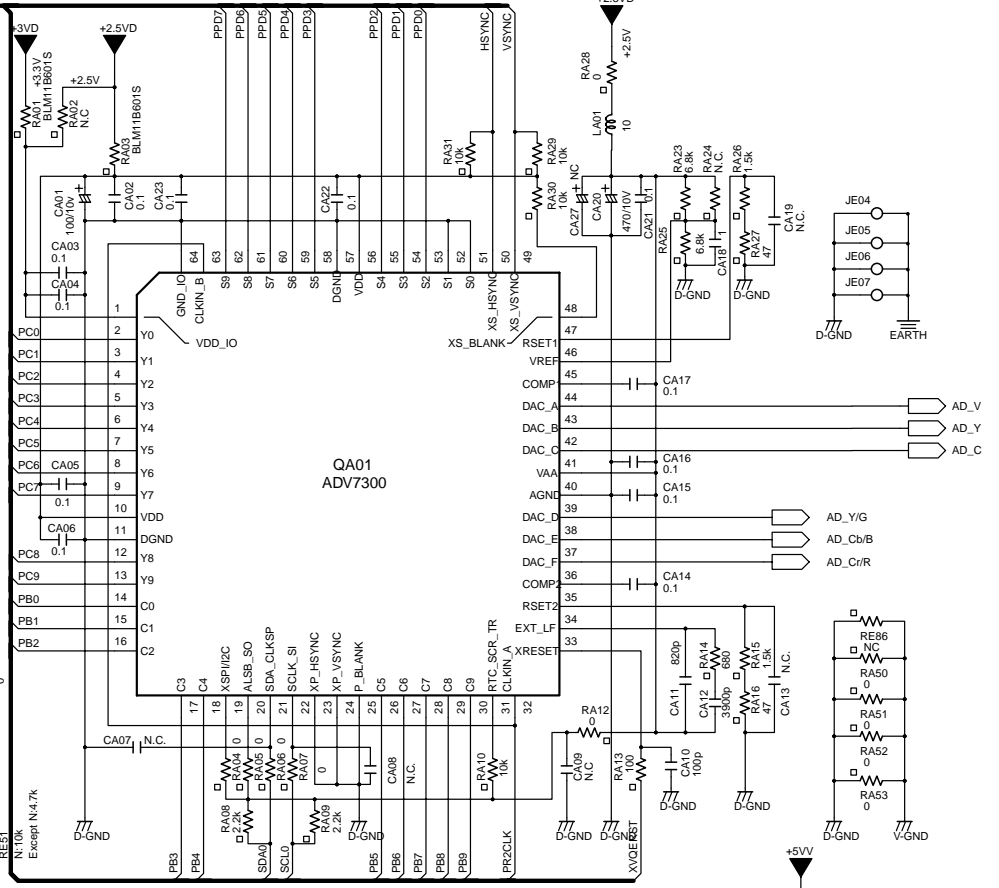 +3VD
+2.5VD
PPD7
PPD6
PPD5
PPD4
PPD3
PPD2
PPD1
PPD0
HSYNC
VSYNC
+2.5VD
RA01
+3.3V
BLM11B601S
RA02
N.C
+2.5V
RA03
BLM11B601S
RA28
0
+2.5V
LA01
10
CA01
100/10v
CA02
0.1
CA23
0.1
CA22
0.1
RA31
10k
RA29
10k
RA30
10k
CA27
NC
CA20
470/10V
CA21
0.1
RA23
6.8k
RA24
N.C.
RA25
6.8k
CA18
1
D-GND
RA26
1.5k
RA27
47
CA19
N.C.
D-GND
CA03
0.1
CA04
0.1
JE04
JE05
JE06
JE07
D-GND
EARTH
64
63
62
61
60
59
58
57
56
55
54
53
52
51
50
49
GND_IO
CLKIN_B
S9
S8
S7
S6
S5
DGND
VDD
S4
S3
S2
S1
S0
XS_HSYNC
XS_VSYNC
VDD_IO
XS_BLANK
QA01
ADV7300
1
PC0
2
Y0
PC1
3
Y1
PC2
4
Y2
PC3
5
Y3
PC4
6
Y4
PC5
7
Y5
PC6
CA05
0.1
8
Y6
PC7
9
Y7
10
VDD
CA06
0.1
11
DGND
PC8
12
Y8
PC9
13
Y9
PB0
14
C0
PB1
15
C1
PB2
16
C2
48
47
RSET1
46
VREF
45
COMP1
CA17
0.1
44
DAC_A
AD_V
43
DAC_B
AD_Y
42
DAC_C
AD_C
41
VAA
CA16
0.1
40
AGND
CA15
0.1
39
DAC_D
AD_Y/G
38
DAC_E
AD_Cb/B
37
DAC_F
AD_Cr/R
36
COMP2
CA14
0.1
35
RSET2
34
EXT_LF
33
XRESET
C3
C4
XSPI/I2C
ALSB_SO
SDA_CLKSP
SCLK_SI
XP_HSYNC
XP_VSYNC
P_BLANK
C5
C6
C7
C8
C9
RTC_SCR_TR
CLKIN_A
17
18
19
20
21
22
23
24
25
26
27
28
29
30
31
32
CA07
N.C.
RA04
0
RA05
0
RA06
0
RA07
0
CA08
N.C.
RA10
10k
RA08
2.2k
RA09
2.2k
D-GND
D-GND
RA12
0
CA09
N.C
D-GND
D-GND
RA13
100
CA10
100p
D-GND
CA11
820p
CA12
3900p
RA14
680
RA15
1.5k
RA16
47
CA13
N.C.
D-GND
RE86
NC
RA50
0
RA51
0
RA52
0
RA53
0
D-GND
V-GND
RE51
N:10k
Except N:4.7k
0
PB3
PB4
SDA0
SCL0
PB5
PB6
PB7
PB8
PB9
PR2CLK
XVQERST
+5VV